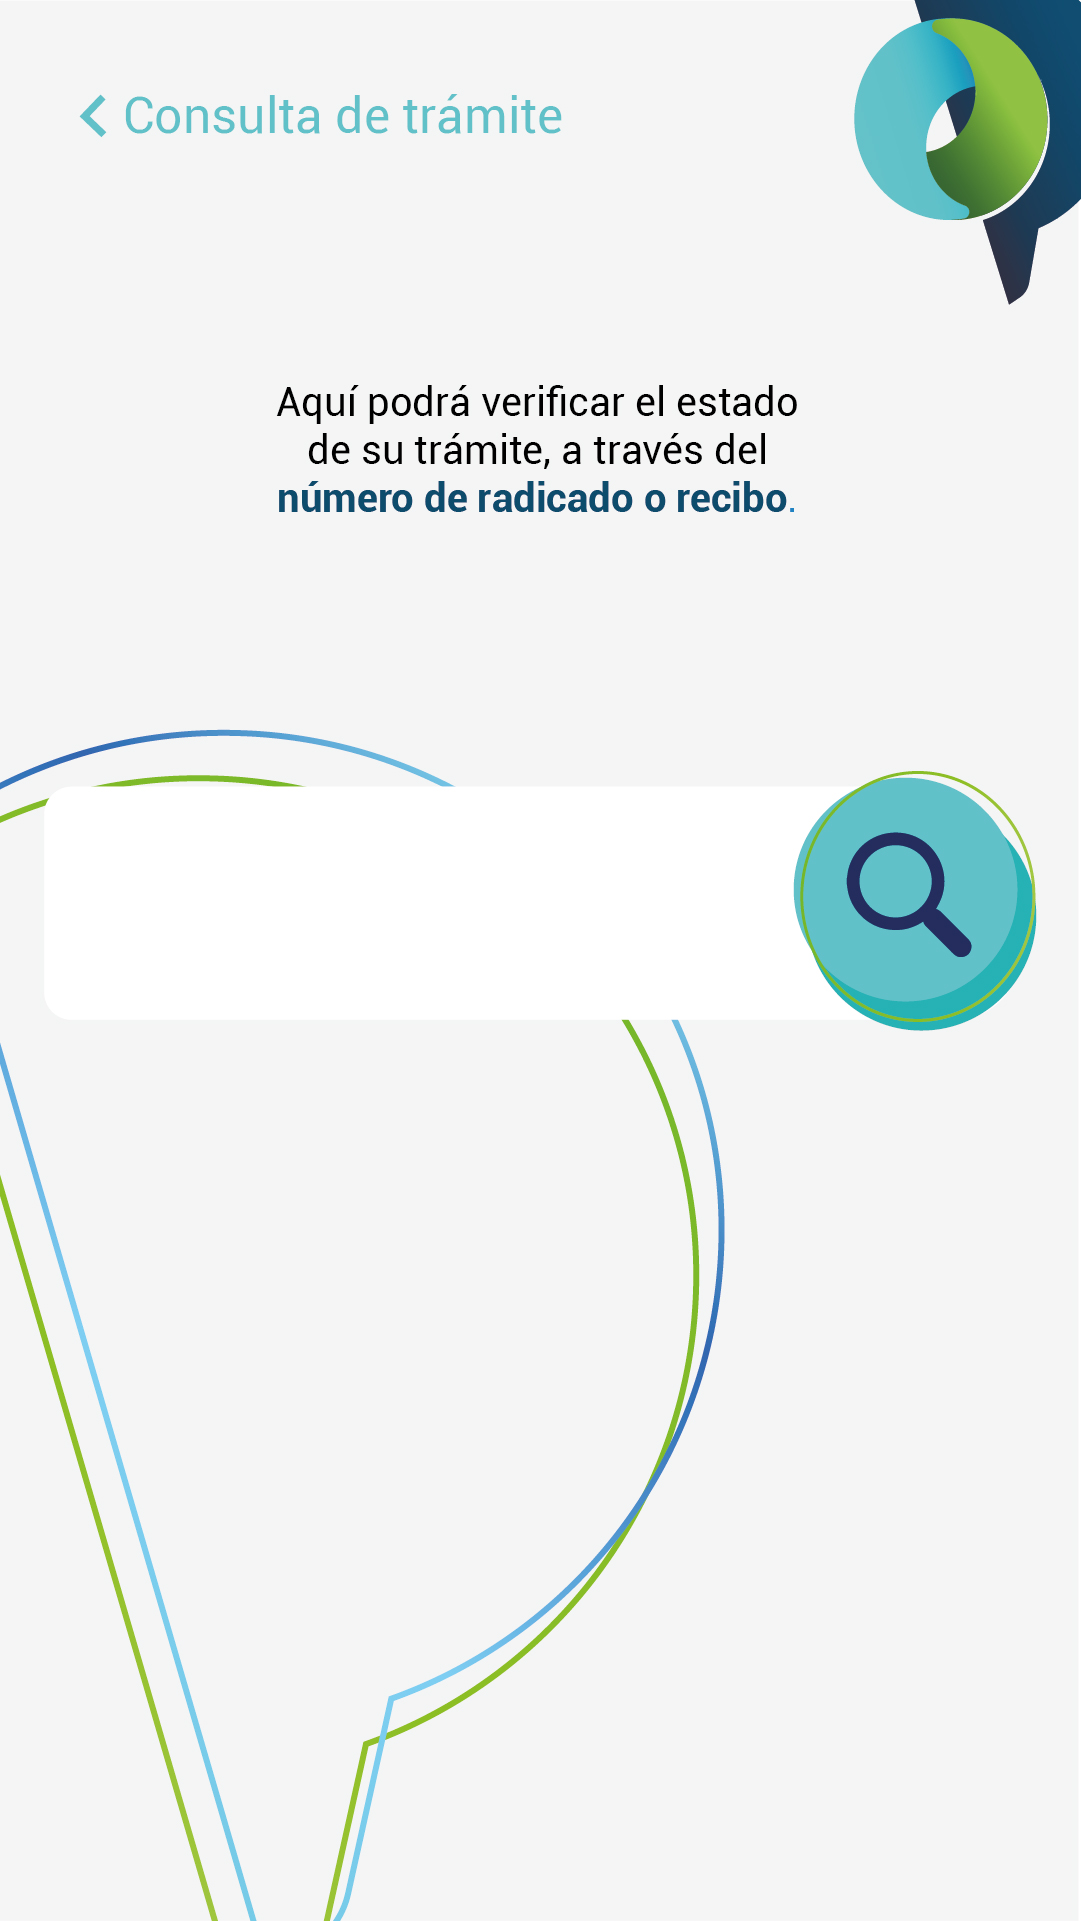 Consulta de trámite
Aquí podrá verificar el estado
de su trámite, a través del
número de radicado o recibo.